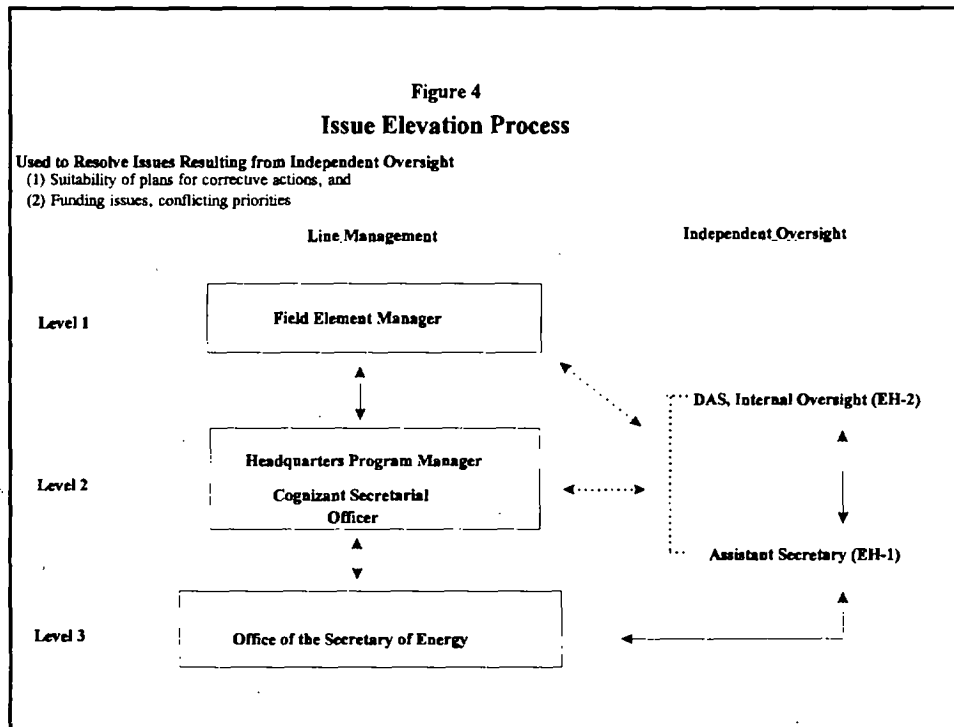 Figure 4
Issue Elevation Process
Used to Resolve Issues Resulting from Independent Oversight
(1) Suitability of plans for corrective actions, and
(2) Funding issues, conflicting priorities
Line Management
Independent Oversight
Level 1
Field Element Manager
DAS, Internal Oversight (EH-2)
Level 2
Headquarters Program Manager
Cognizant Secretarial
Officer
Assistant Secretary (EH-1)
Level 3
Office of the Secretary of Energy